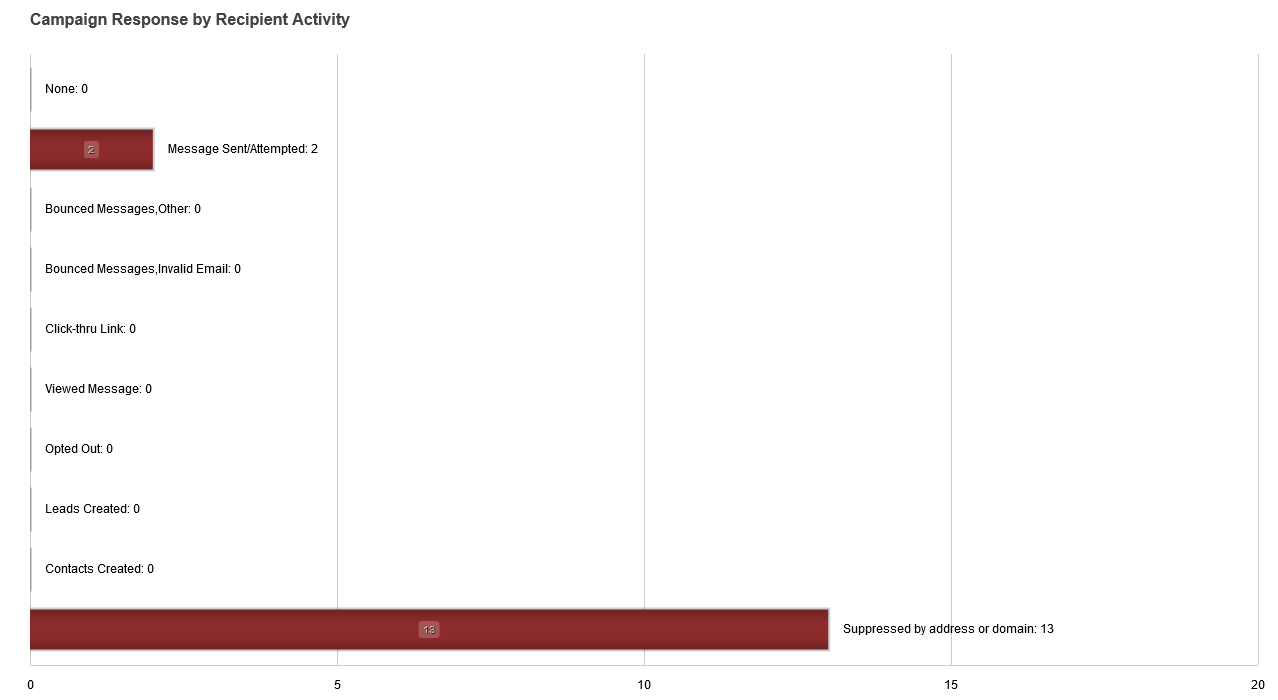 Campaign Response by Recipient Activity
None: 0
2
Message Sent/Attempted: 2
Bounced Messages,Other: 0
Bounced Messages,Invalid Email: 0
Click-thru Link: 0
Viewed Message: 0
Opted Out: 0
Leads Created: 0
Contacts Created: 0
13
Suppressed by address or domain: 13
0 5 10 15 20